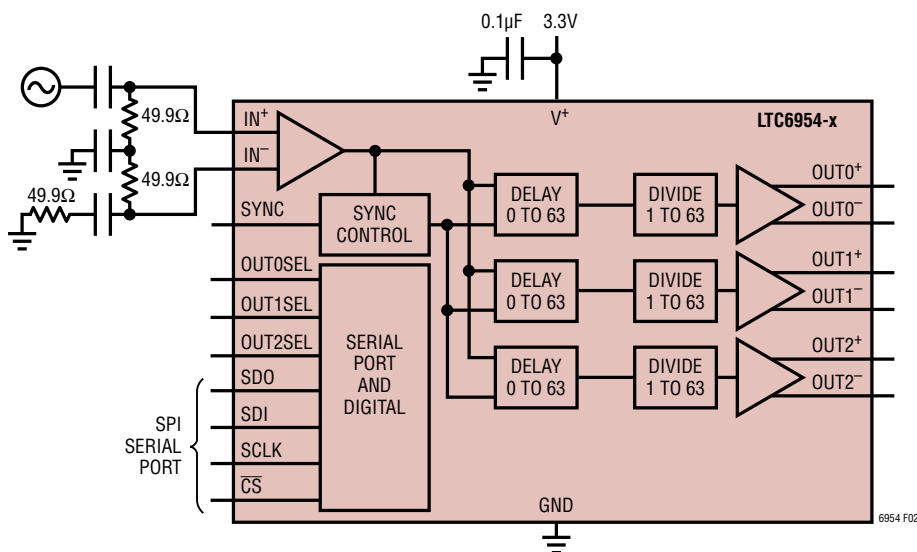 0.1µF 3.3V
49.9Ω
49.9Ω
49.9Ω
IN+
IN–
SYNC
OUT0SEL
OUT1SEL
OUT2SEL
SDO
SDI
SCLK
CS
SPI
SERIAL
PORT
V+
LTC6954-x
SYNC
CONTROL
SERIAL
PORT
AND
DIGITAL
DELAY
0 TO 63
DIVIDE
1 TO 63
OUT0+
OUT0–
DELAY
0 TO 63
DIVIDE
1 TO 63
OUT1+
OUT1–
DELAY
0 TO 63
DIVIDE
1 TO 63
OUT2+
OUT2–
GND
6954 F02